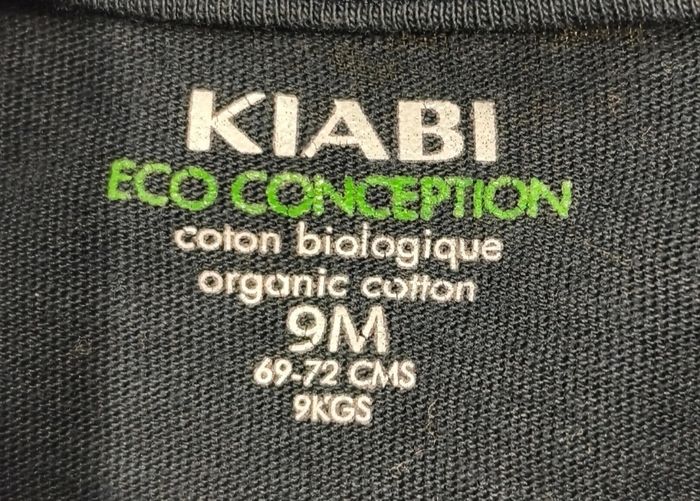 KIABI
ECO CONCEPTION
coton biologique
organic cotton
9M
69-72 CMS
9KGS